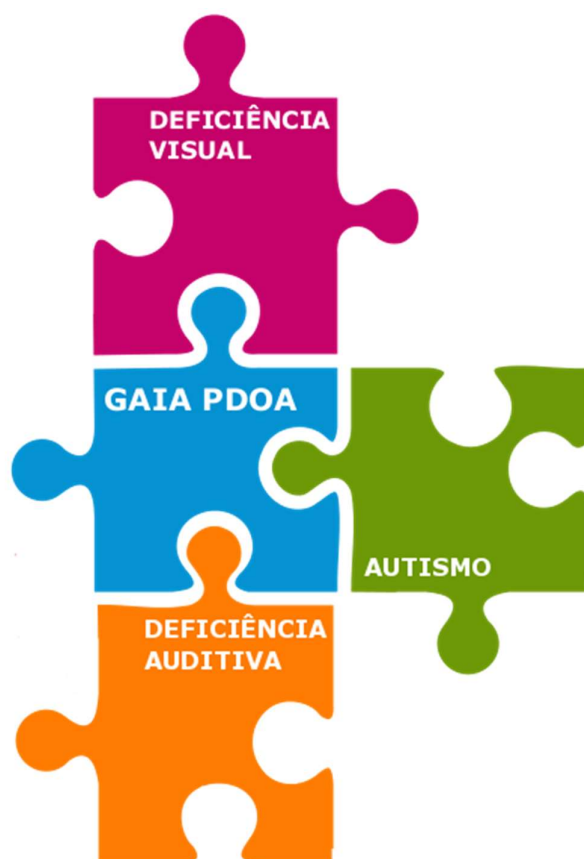 DEFICIÊNCIA
VISUAL
GAIA PDOA
AUTISMO
DEFICIÊNCIA
AUDITIVA